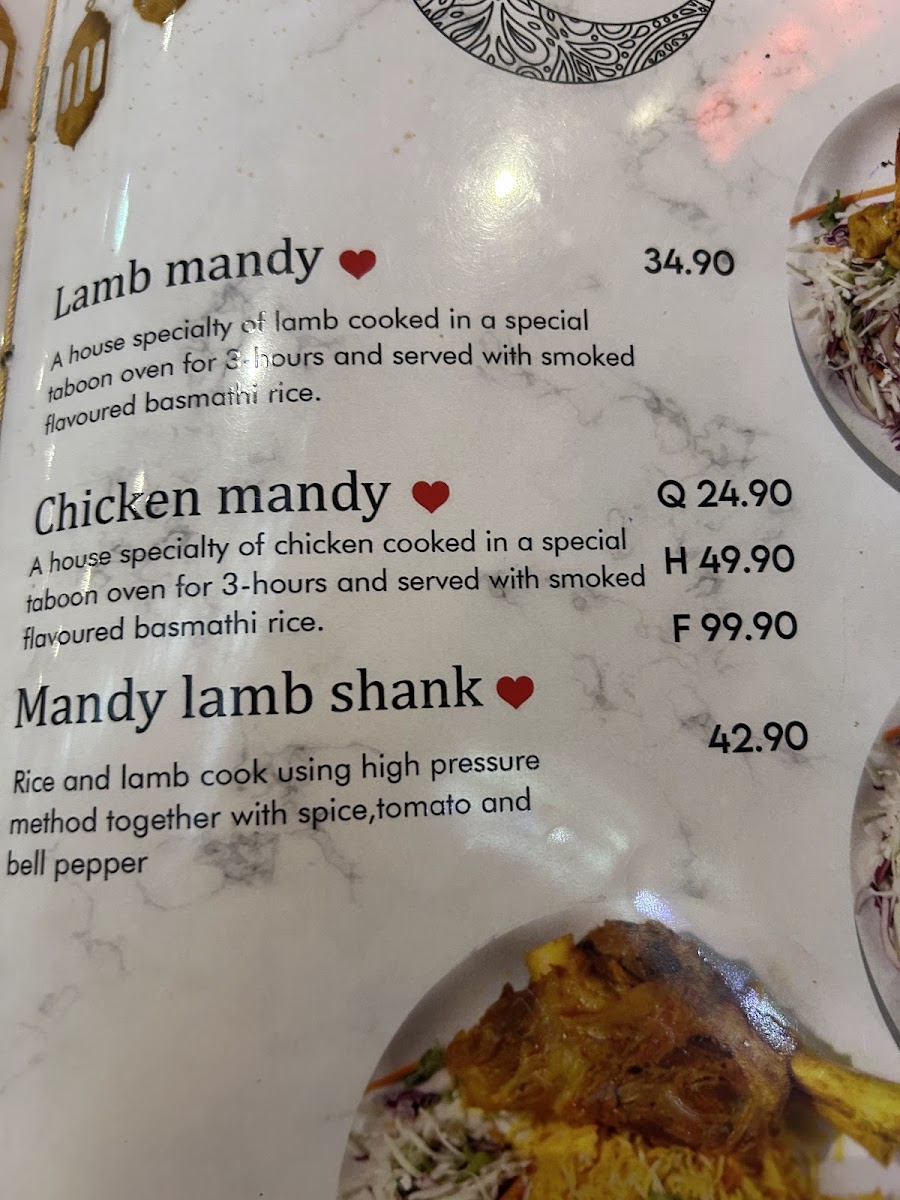 Lamb mandy
34.90
A house specialty of lamb cooked in a special
taboon oven for 3-hours and served with smoked
flavoured basmathi rice.
Chicken mandy
Q 24.90
A house specialty of chicken cooked in a special
taboon oven for 3-hours and served with smoked
H 49.90
flavoured basmathi rice.
F 99.90
Mandy lamb shank
42.90
Rice and lamb cook using high pressure
method together with spice,tomato and
bell pepper